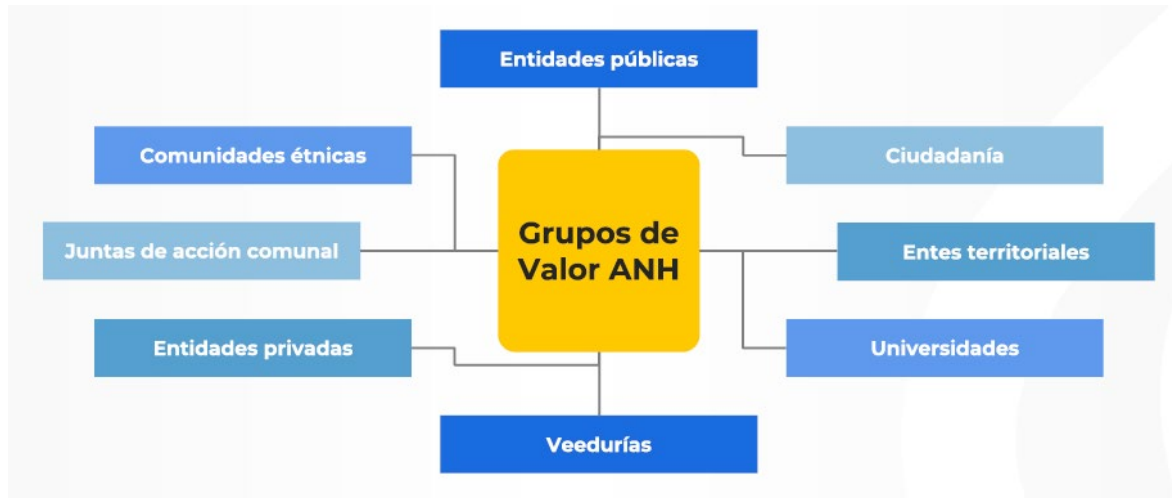 Entidades públicas
Comunidades étnicas
Ciudadanía
Juntas de acción comunal
Grupos de
Valor ANH
Entes territoriales
Entidades privadas
Universidades
Veedurías